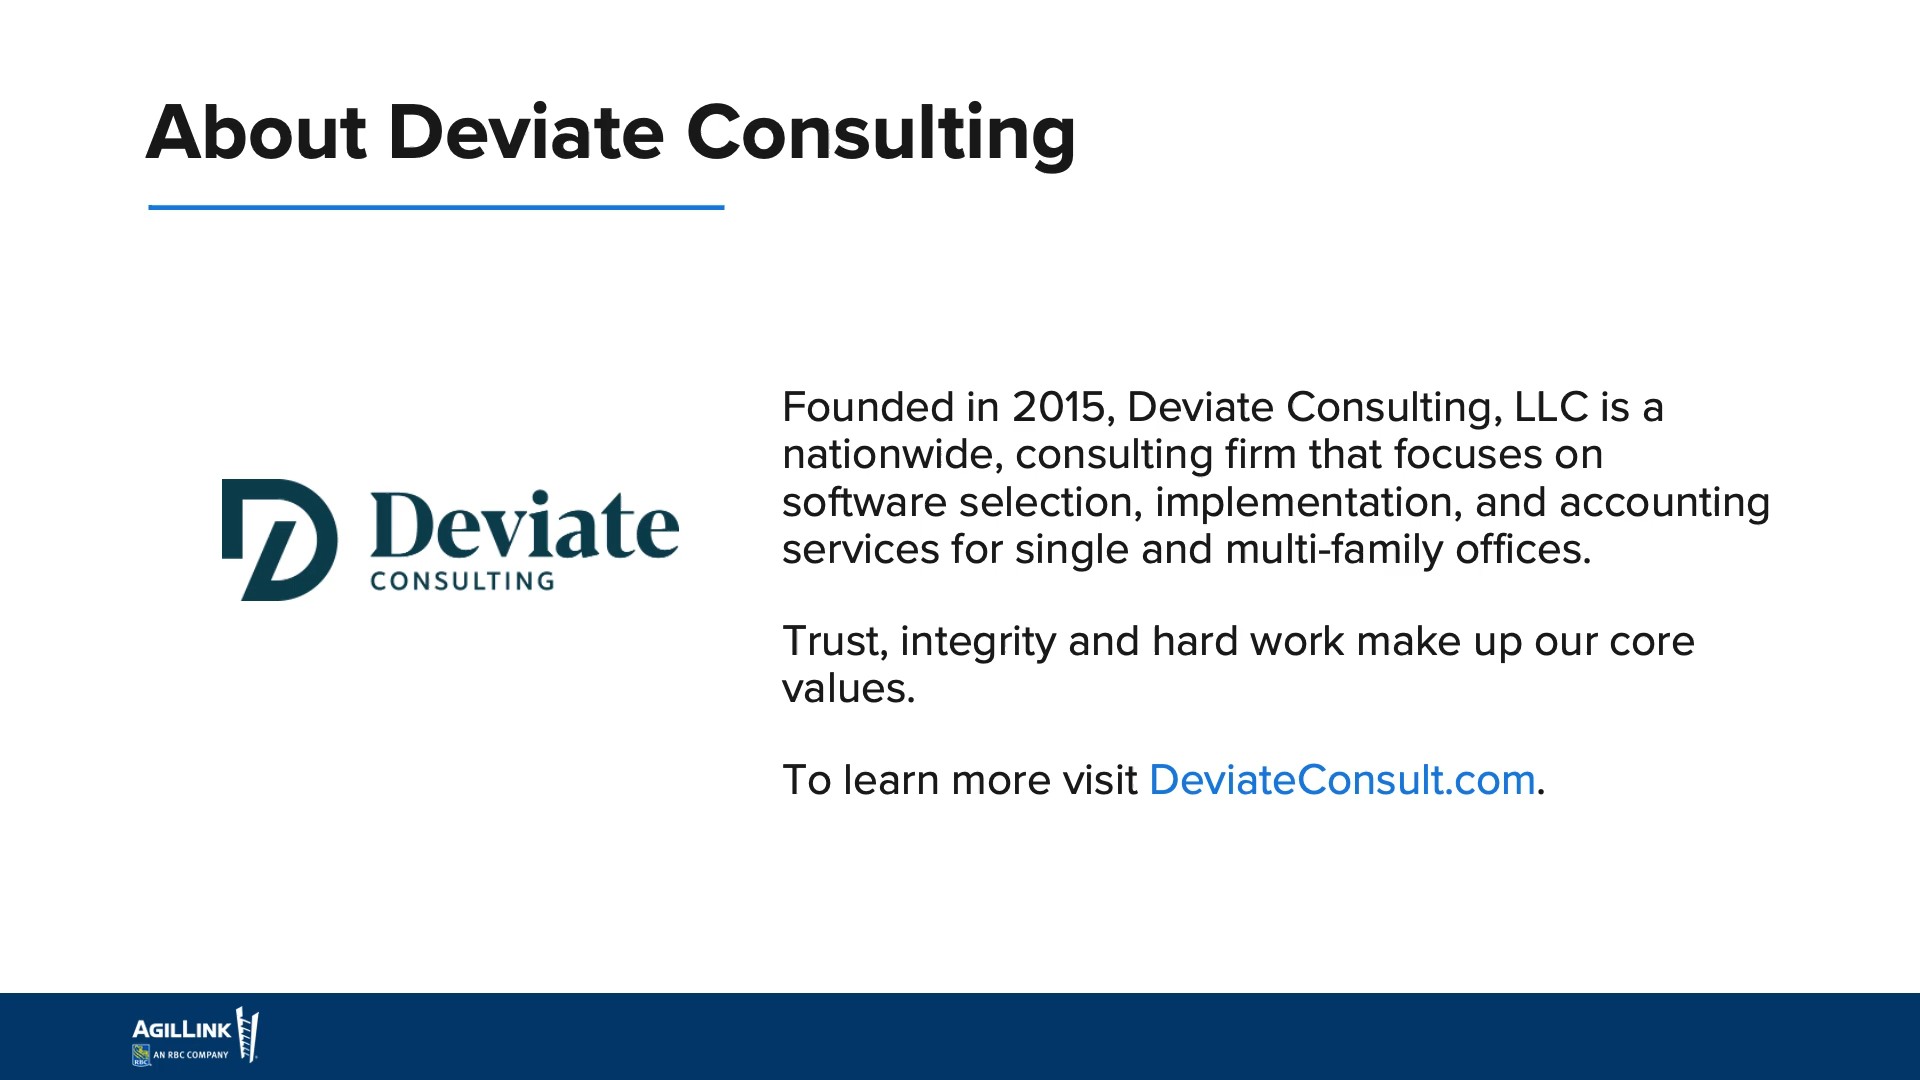 About Deviate Consulting
Deviate
CONSULTING
Founded in 2015, Deviate Consulting, LLC is a
nationwide, consulting firm that focuses on
software selection, implementation, and accounting
services for single and multi-family offices.
Trust, integrity and hard work make up our core
values.
To learn more visit DeviateConsult.com.
AGILLINK
RBC
AN RBC COMPANY